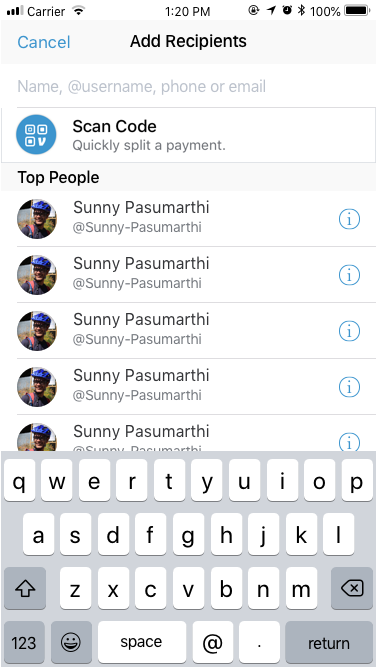 Carrier 1:20 PM 100%
Cancel Add Recipients
Name, @username, phone or email
Scan Code
Quickly split a payment.
Top People
Sunny Pasumarthi
@Sunny-Pasumarthi
Sunny Pasumarthi
@Sunny-Pasumarthi
Sunny Pasumarthi
@Sunny-Pasumarthi
Sunny Pasumarthi
@Sunny-Pasumarthi
Sunny Pasumarthi
@Sunny-Pasumarthi
q w e r t y u i o p
a s d f g h j k l
z x c v b n m
123 space @ . return